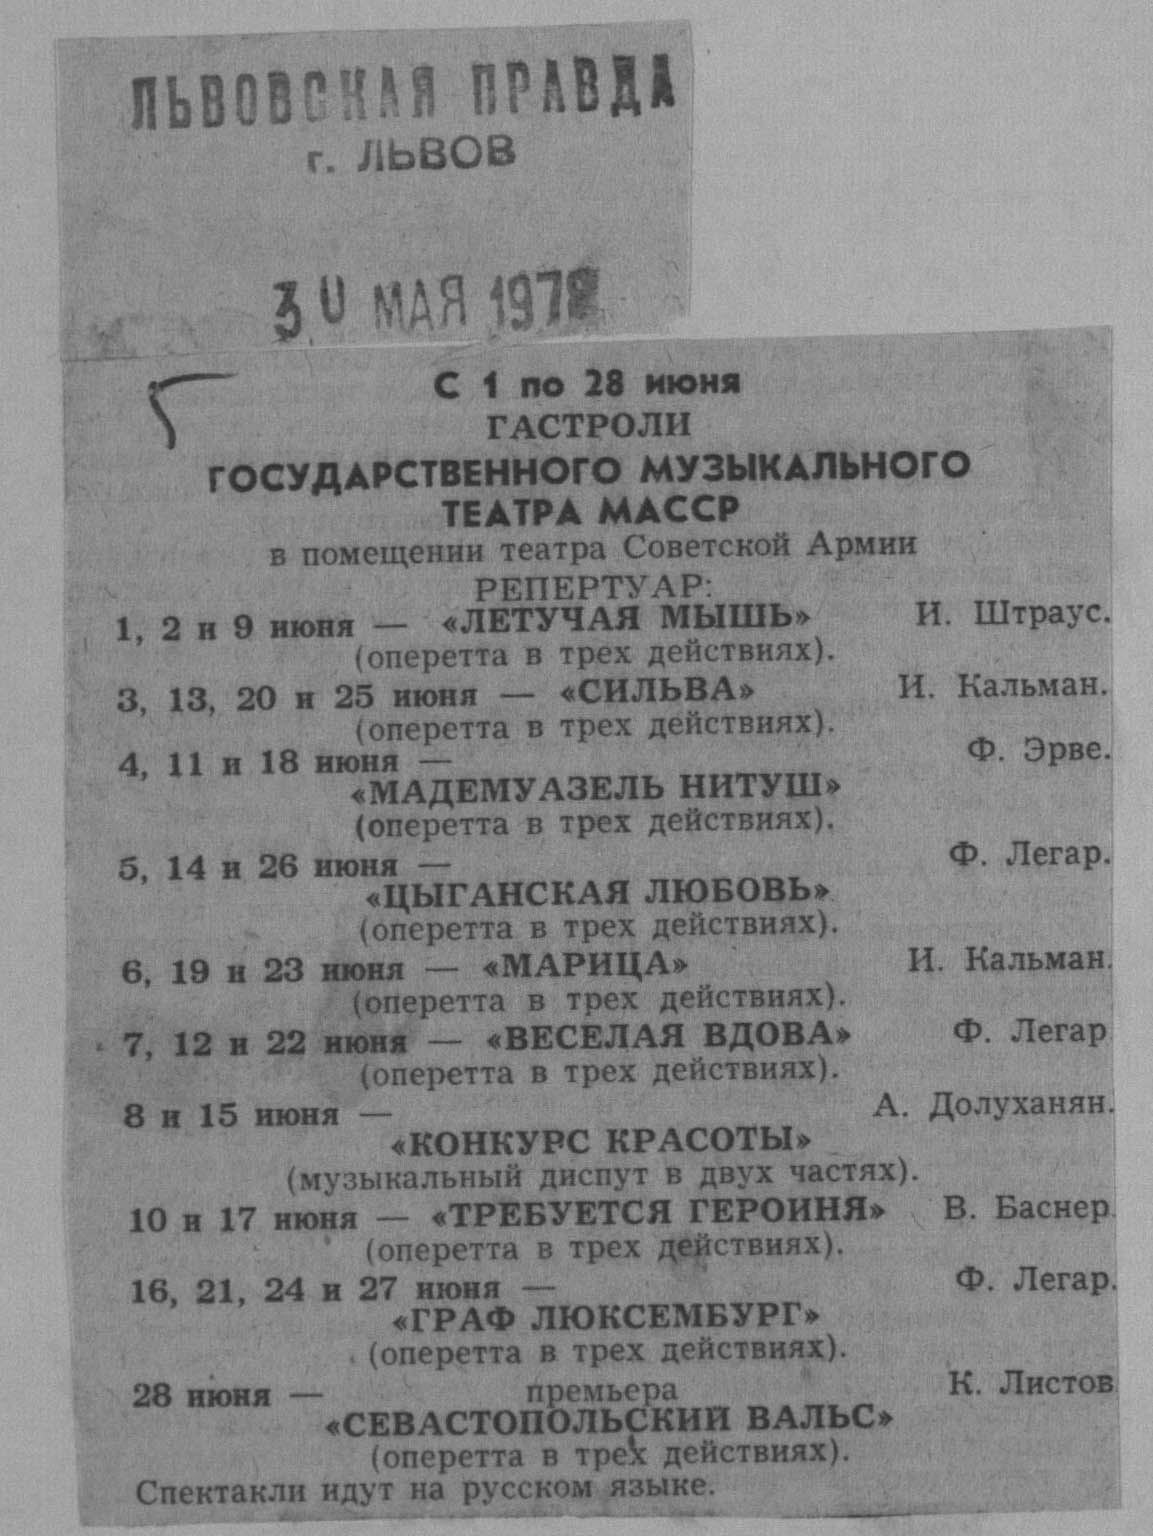 ЛЬВОВСКАЯ ПРАВДА
г. ЛЬВОВ
30 МАЯ 1978
С 1 по 28 июня
ГАСТРОЛИ
ГОСУДАРСТВЕННОГО МУЗЫКАЛЬНОГО
ТЕАТРА МАССР
в помещении театра Советской Армии
РЕПЕРТУАР:
1, 2 и 9 июня — «ЛЕТУЧАЯ МЫШЬ» И. Штраус.
(оперетта в трех действиях).
3, 13, 20 и 25 июня — «СИЛЬВА» И. Кальман.
(оперетта в трех действиях).
4, 11 и 18 июня — Ф. Эрве.
«МАДЕМУАЗЕЛЬ НИТУШ»
(оперетта в трех действиях).
5, 14 и 26 июня — Ф. Легар.
«ЦЫГАНСКАЯ ЛЮБОВЬ»
(оперетта в трех действиях).
6, 19 и 23 июня — «МАРИЦА» И. Кальман.
(оперетта в трех действиях).
7, 12 и 22 июня — «ВЕСЕЛАЯ ВДОВА» Ф. Легар
(оперетта в трех действиях).
8 и 15 июня — А. Долуханян.
«КОНКУРС КРАСОТЫ»
(музыкальный диспут в двух частях).
10 и 17 июня — «ТРЕБУЕТСЯ ГЕРОИНЯ» В. Баснер.
(оперетта в трех действиях).
16, 21, 24 и 27 июня — Ф. Легар.
«ГРАФ ЛЮКСЕМБУРГ»
(оперетта в трех действиях).
28 июня — премьера К. Листов
«СЕВАСТОПОЛЬСКИЙ ВАЛЬС»
(оперетта в трех действиях).
Спектакли идут на русском языке.